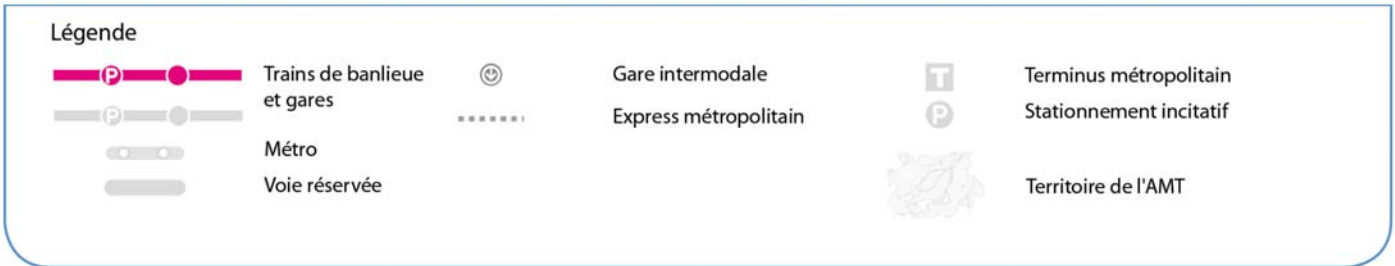 Légende
P
Trains de banlieue
et gares
P
Métro
Voie réservée
Gare intermodale
Express métropolitain
T
Terminus métropolitain
P
Stationnement incitatif
Territoire de l'AMT